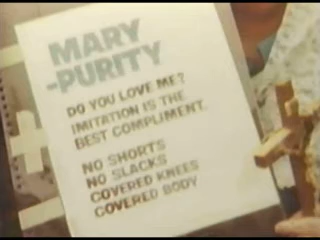 MARY
-PURITY
DO YOU LOVE ME?
IMITATION IS THE
BEST COMPLIMENT.
NO SHORTS
NO SLACKS
COVERED KNEES
COVERED BODY